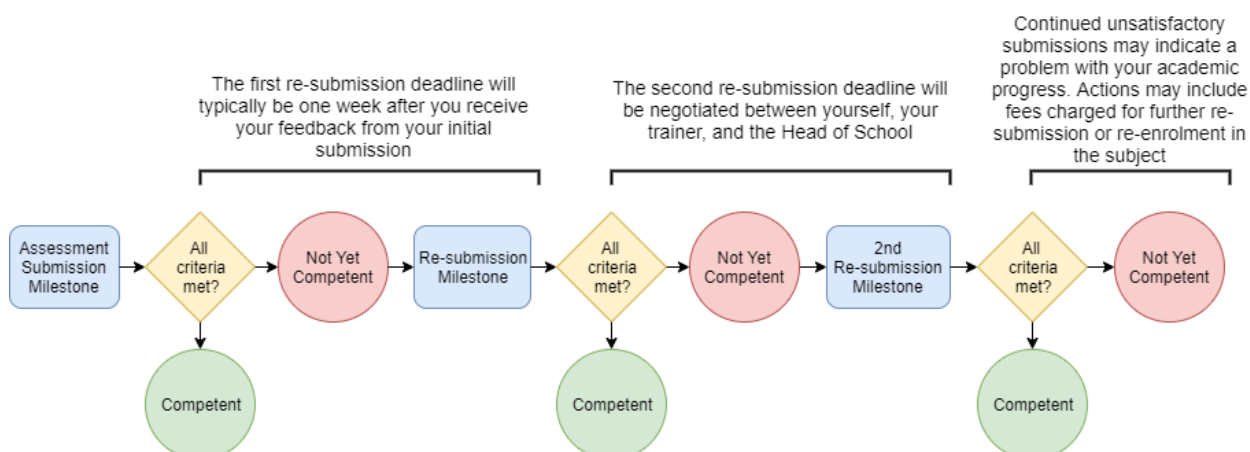 The first re-submission deadline will
typically be one week after you receive
your feedback from your initial
submission
The second re-submission deadline will
be negotiated between yourself, your
trainer, and the Head of School
Continued unsatisfactory
submissions may indicate a
problem with your academic
progress. Actions may include
fees charged for further re-
submission or re-enrolment in
the subject
Assessment
Submission
Milestone
All
criteria
met?
Not Yet
Competent
Re-submission
Milestone
All
criteria
met?
Not Yet
Competent
2nd
Re-submission
Milestone
All
criteria
met?
Not Yet
Competent
Competent
Competent
Competent